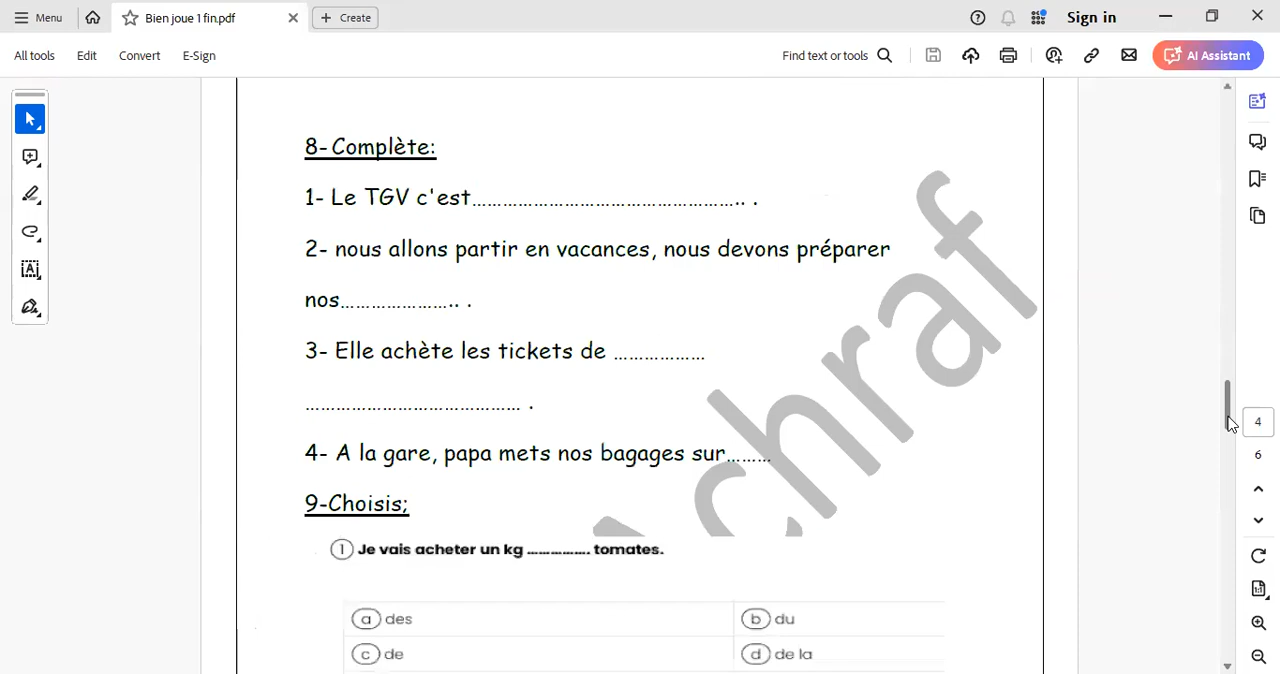 Menu
Bien joue 1 fin.pdf
Create
Sign in
All tools
Edit
Convert
E-Sign
Find text or tools
AI Assistant
8- Complète:
1- Le TGV c'est……………………………………………….. .
2- nous allons partir en vacances, nous devons préparer
nos………………….. .
3- Elle achète les tickets de ………………
…………………………………… .
4- A la gare, papa mets nos bagages sur………
9-Choisis;
1 Je vais acheter un kg ................ tomates.
a des
b du
c de
d de la
4
6
Achraf